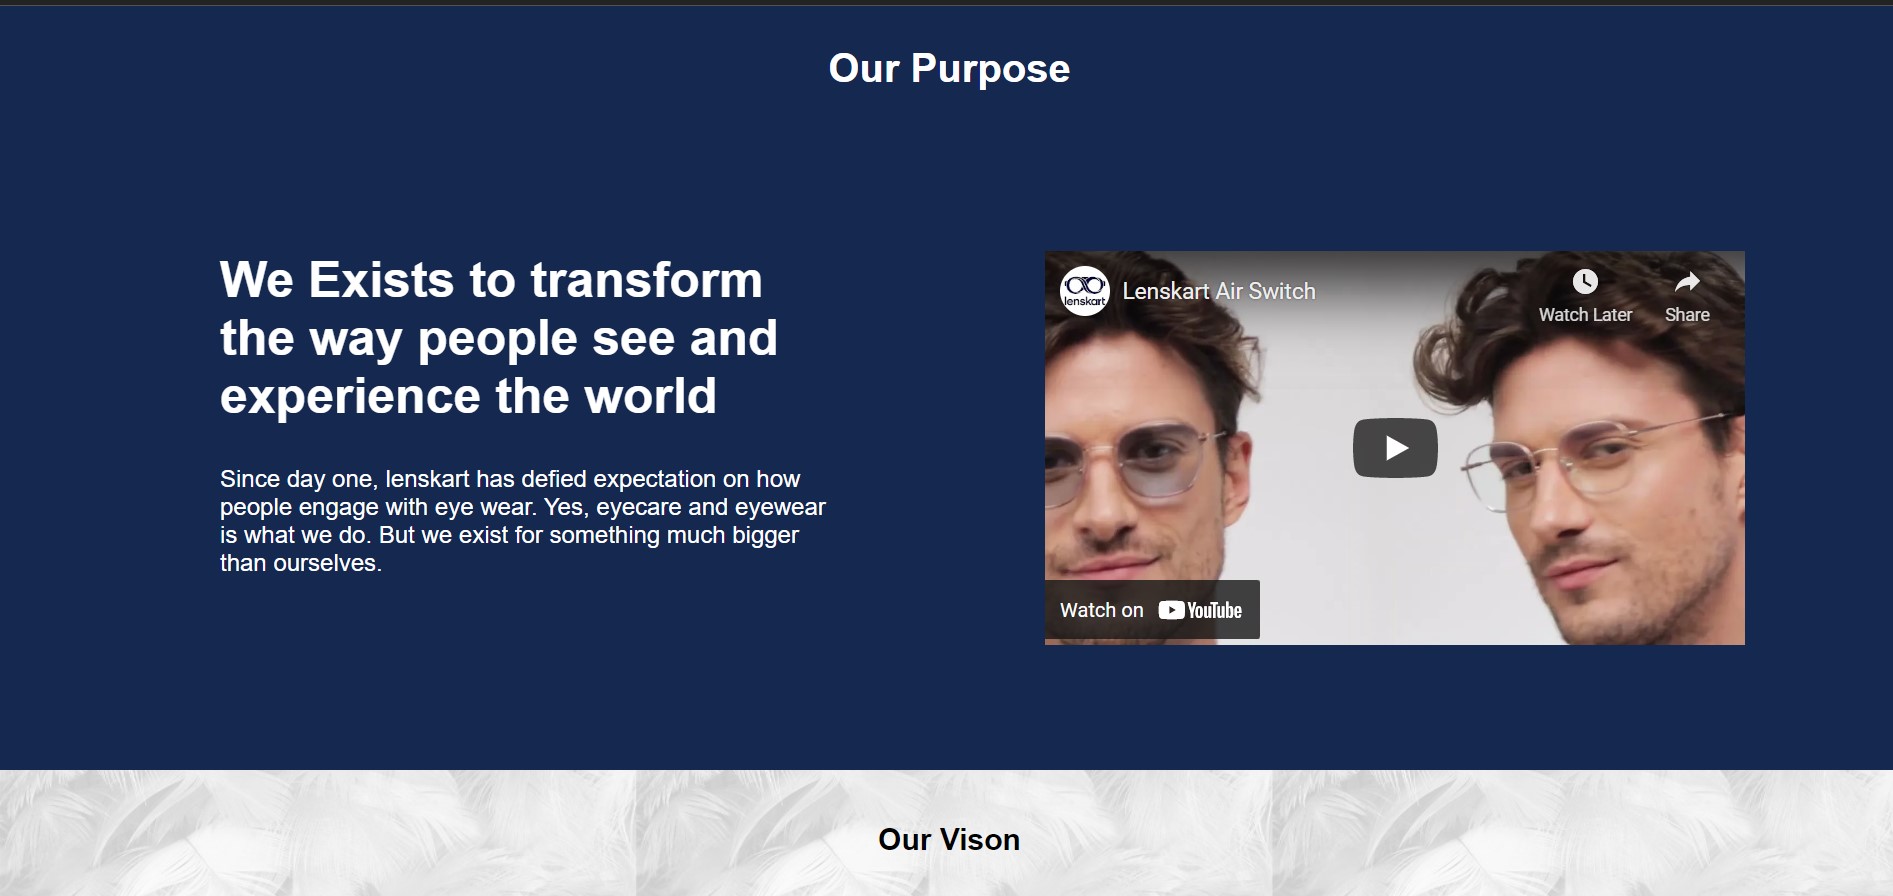 Our Purpose
We Exists to transform
the way people see and
experience the world
Since day one, lenskart has defied expectation on how
people engage with eye wear. Yes, eyecare and eyewear
is what we do. But we exist for something much bigger
than ourselves.
lenskart
Lenskart Air Switch
Watch Later
Share
Watch on YouTube
Our Vison